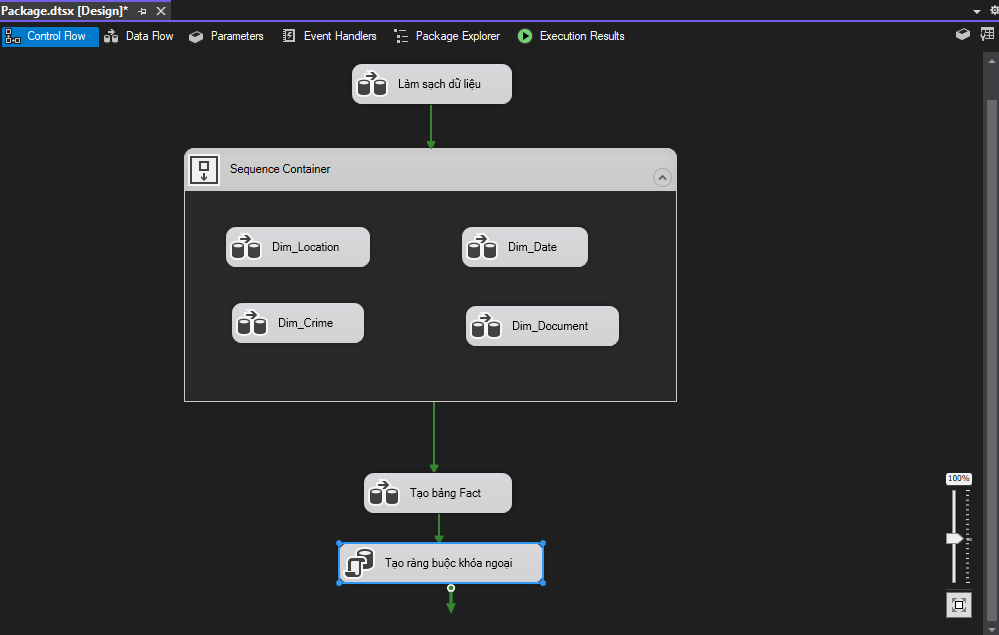 Package.dtsx [Design]*
Control Flow
Data Flow
Parameters
Event Handlers
Package Explorer
Execution Results
Làm sạch dữ liệu
Sequence Container
Dim_Location
Dim_Date
Dim_Crime
Dim_Document
Tạo bảng Fact
100%
Tạo ràng buộc khóa ngoại